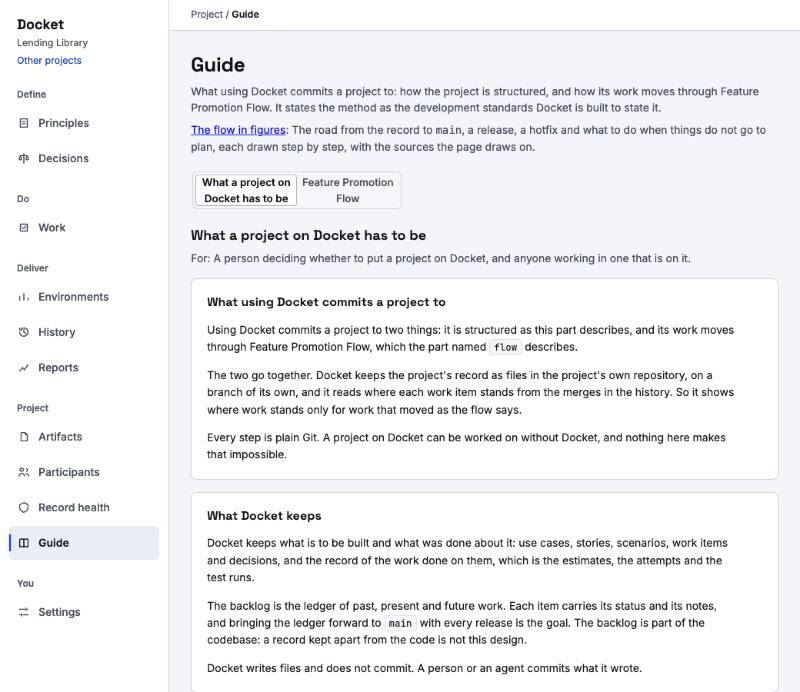 Docket
Lending Library
Other projects
Define
Principles
Decisions
Do
Work
Deliver
Environments
History
Reports
Project
Artifacts
Participants
Record health
Guide
You
Settings
Project / Guide
Guide
What using Docket commits a project to: how the project is structured, and how its work moves through Feature
Promotion Flow. It states the method as the development standards Docket is built to state it.
The flow in figures: The road from the record to main, a release, a hotfix and what to do when things do not go to
plan, each drawn step by step, with the sources the page draws on.
What a project on
Docket has to be
Feature Promotion
Flow
What a project on Docket has to be
For: A person deciding whether to put a project on Docket, and anyone working in one that is on it.
What using Docket commits a project to
Using Docket commits a project to two things: it is structured as this part describes, and its work moves
through Feature Promotion Flow, which the part named flow describes.
The two go together. Docket keeps the project's record as files in the project's own repository, on a
branch of its own, and it reads where each work item stands from the merges in the history. So it shows
where work stands only for work that moved as the flow says.
Every step is plain Git. A project on Docket can be worked on without Docket, and nothing here makes
that impossible.
What Docket keeps
Docket keeps what is to be built and what was done about it: use cases, stories, scenarios, work items
and decisions, and the record of the work done on them, which is the estimates, the attempts and the
test runs.
The backlog is the ledger of past, present and future work. Each item carries its status and its notes,
and bringing the ledger forward to main with every release is the goal. The backlog is part of the
codebase: a record kept apart from the code is not this design.
Docket writes files and does not commit. A person or an agent commits what it wrote.